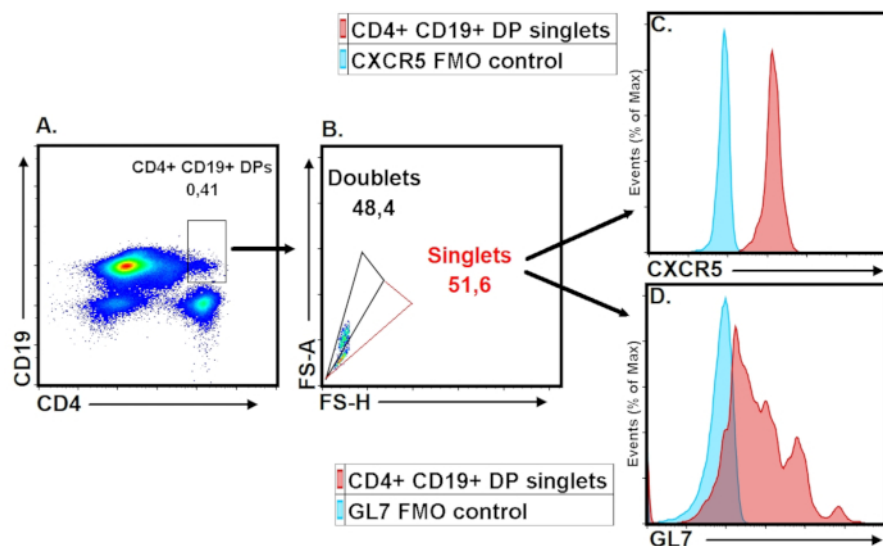 CD4+ CD19+ DP singlets
CXCR5 FMO control
A.
CD4+ CD19+ DPs
0,41
CD19
CD4
B.
Doublets
48,4
Singlets
51,6
FS-A
FS-H
C.
Events (% of Max)
CXCR5
D.
Events (% of Max)
GL7
CD4+ CD19+ DP singlets
GL7 FMO control